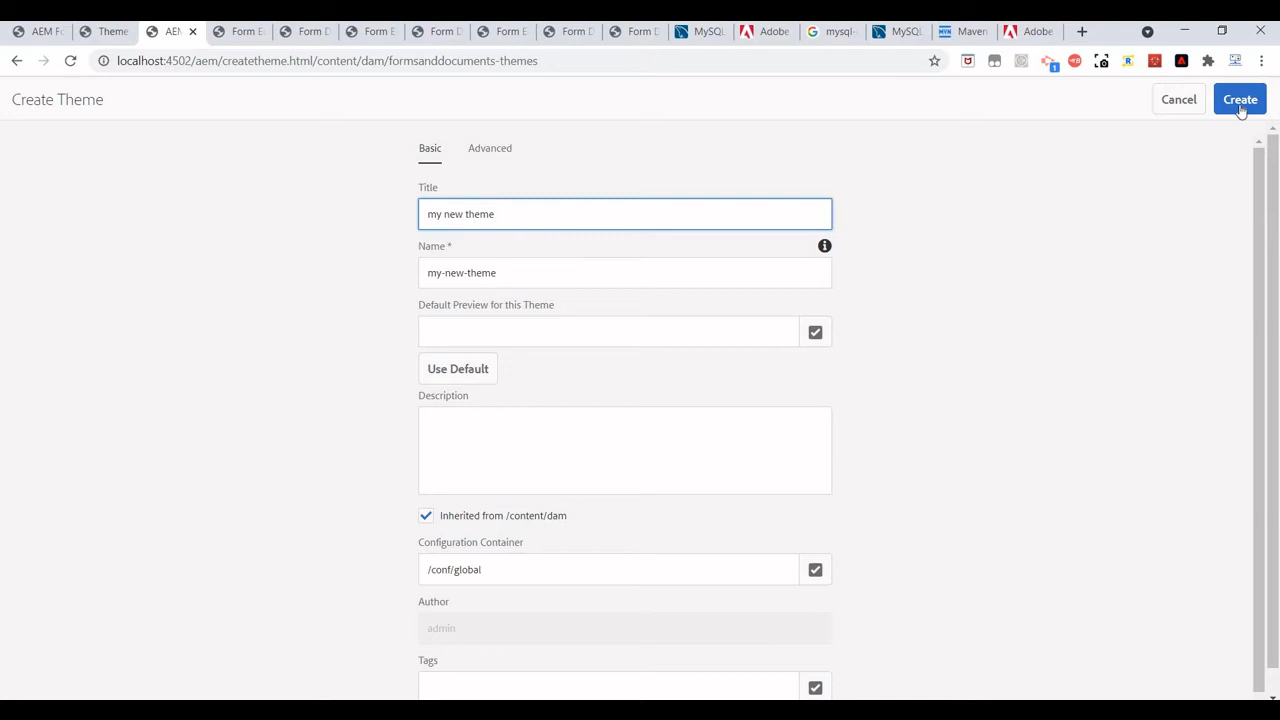 AEM Fo
Theme
AEM
Form E
Form D
Form E
Form D
Form E
Form D
Form D
MySQL
Adobe
mysql-
MySQL
Maven
Adobe
localhost:4502/aem/createtheme.html/content/dam/formsanddocuments-themes
1
Create Theme
Cancel
Create
Basic
Advanced
Title
my new theme
Name *
my-new-theme
Default Preview for this Theme
Use Default
Description
Inherited from /content/dam
Configuration Container
/conf/global
Author
admin
Tags